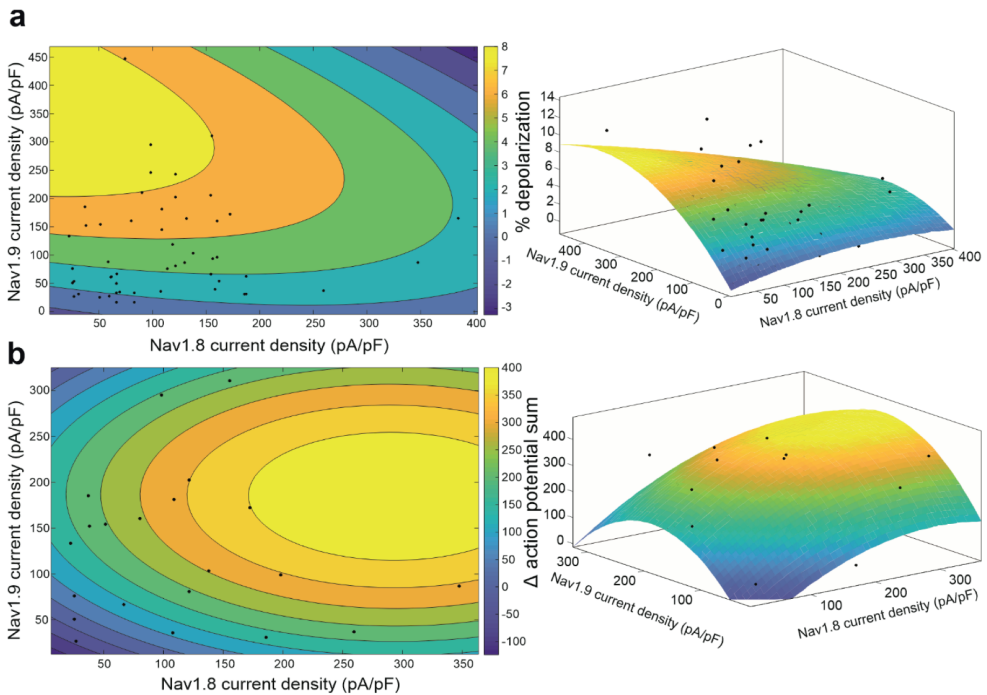 a
450
400
350
300
250
200
150
100
50
0
Nav1.9 current density (pA/pF)
50 100 150 200 250 300 350 400
Nav1.8 current density (pA/pF)
8
7
6
5
4
3
2
1
0
-1
-2
-3
% depolarization
14
12
10
8
6
4
2
0
400 300 200 100 0
Nav1.9 current density (pA/pF)
50 100 150 200 250 300 350 400
Nav1.8 current density (pA/pF)
b
300
250
200
150
100
50
Nav1.9 current density (pA/pF)
50 100 150 200 250 300 350
Nav1.8 current density (pA/pF)
400
350
300
250
200
150
100
50
0
-50
-100
Δ action potential sum
400
300
200
100
0
300 200 100
Nav1.9 current density (pA/pF)
100 200 300
Nav1.8 current density (pA/pF)